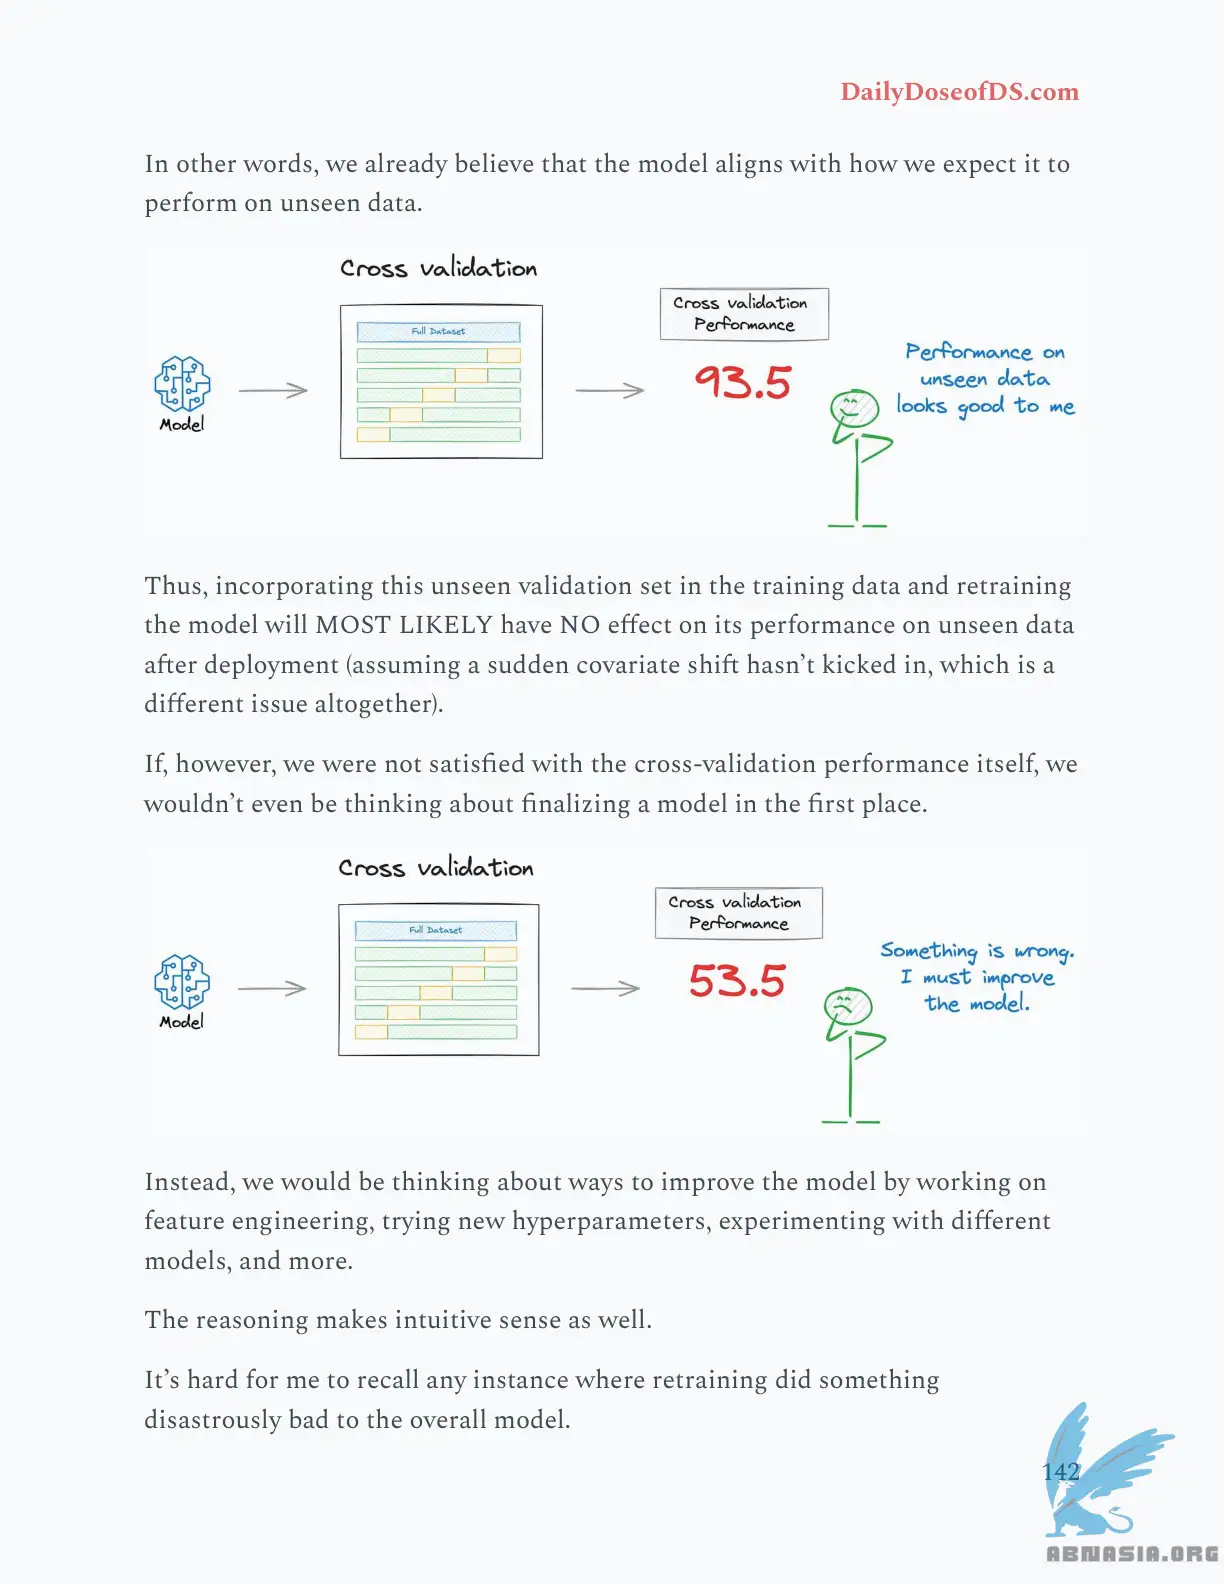 DailyDoseofDS.com
In other words, we already believe that the model aligns with how we expect it to
perform on unseen data.
Cross validation
Full Dataset
Model
Cross validation
Performance
93.5
Performance on
unseen data
looks good to me
Thus, incorporating this unseen validation set in the training data and retraining
the model will MOST LIKELY have NO effect on its performance on unseen data
after deployment (assuming a sudden covariate shift hasn’t kicked in, which is a
different issue altogether).
If, however, we were not satisfied with the cross-validation performance itself, we
wouldn’t even be thinking about finalizing a model in the first place.
Cross validation
Full Dataset
Model
Cross validation
Performance
53.5
Something is wrong.
I must improve
the model.
Instead, we would be thinking about ways to improve the model by working on
feature engineering, trying new hyperparameters, experimenting with different
models, and more.
The reasoning makes intuitive sense as well.
It’s hard for me to recall any instance where retraining did something
disastrously bad to the overall model.
142
ABNASIA.ORG